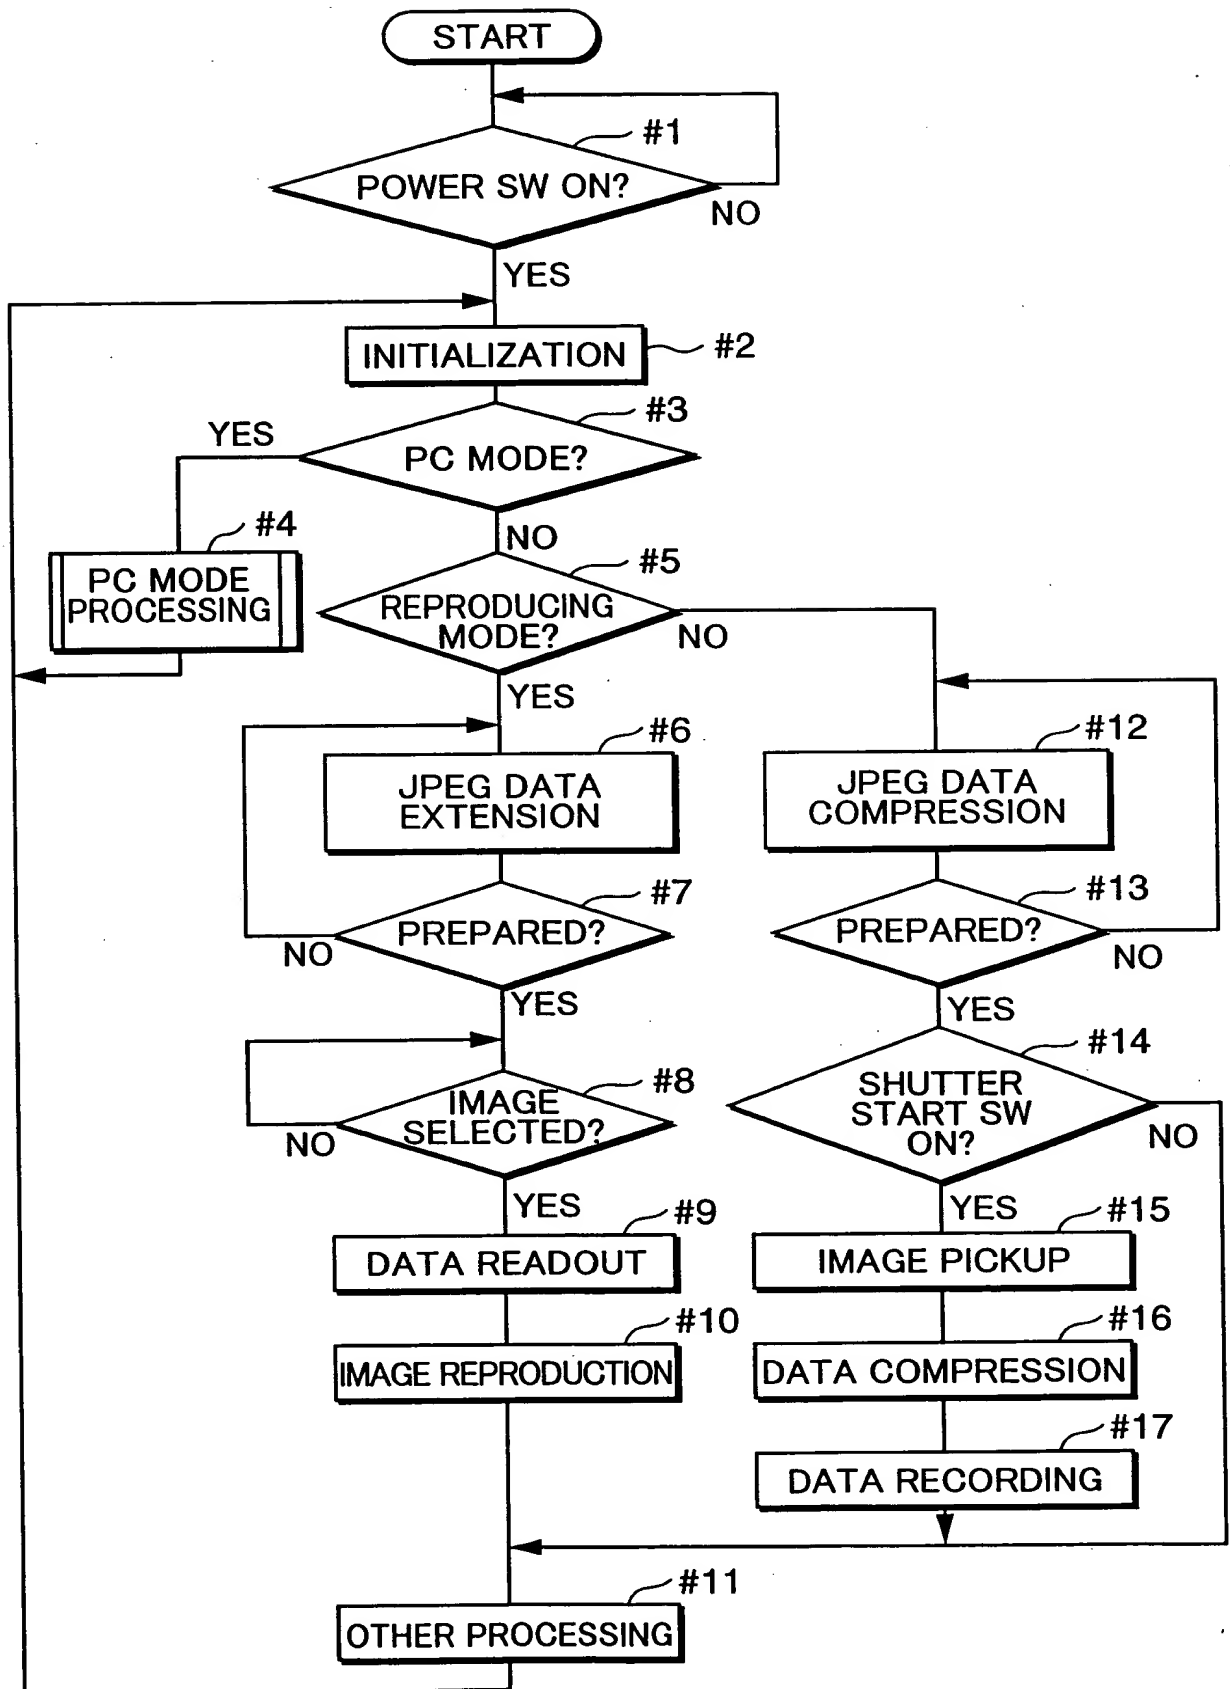 START
#1
POWER SW ON?
NO
YES
INITIALIZATION
#2
#3
YES
PC MODE?
#4
NO
PC MODE
PROCESSING
#5
REPRODUCING
MODE?
NO
YES
#6
JPEG DATA
EXTENSION
#12
JPEG DATA
COMPRESSION
#7
PREPARED?
NO
YES
#13
PREPARED?
NO
YES
#8
IMAGE
SELECTED?
NO
YES
#14
SHUTTER
START SW
ON?
NO
YES
#9
DATA READOUT
#15
IMAGE PICKUP
#10
IMAGE REPRODUCTION
#16
DATA COMPRESSION
#17
DATA RECORDING
#11
OTHER PROCESSING